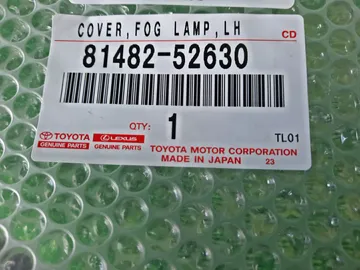 COVER,FOG LAMP,LH
CD
81482-52630
QTY: 1
TL01
TOYOTA GENUINE PARTS
LEXUS GENUINE PARTS
TOYOTA MOTOR CORPORATION
MADE IN JAPAN 23